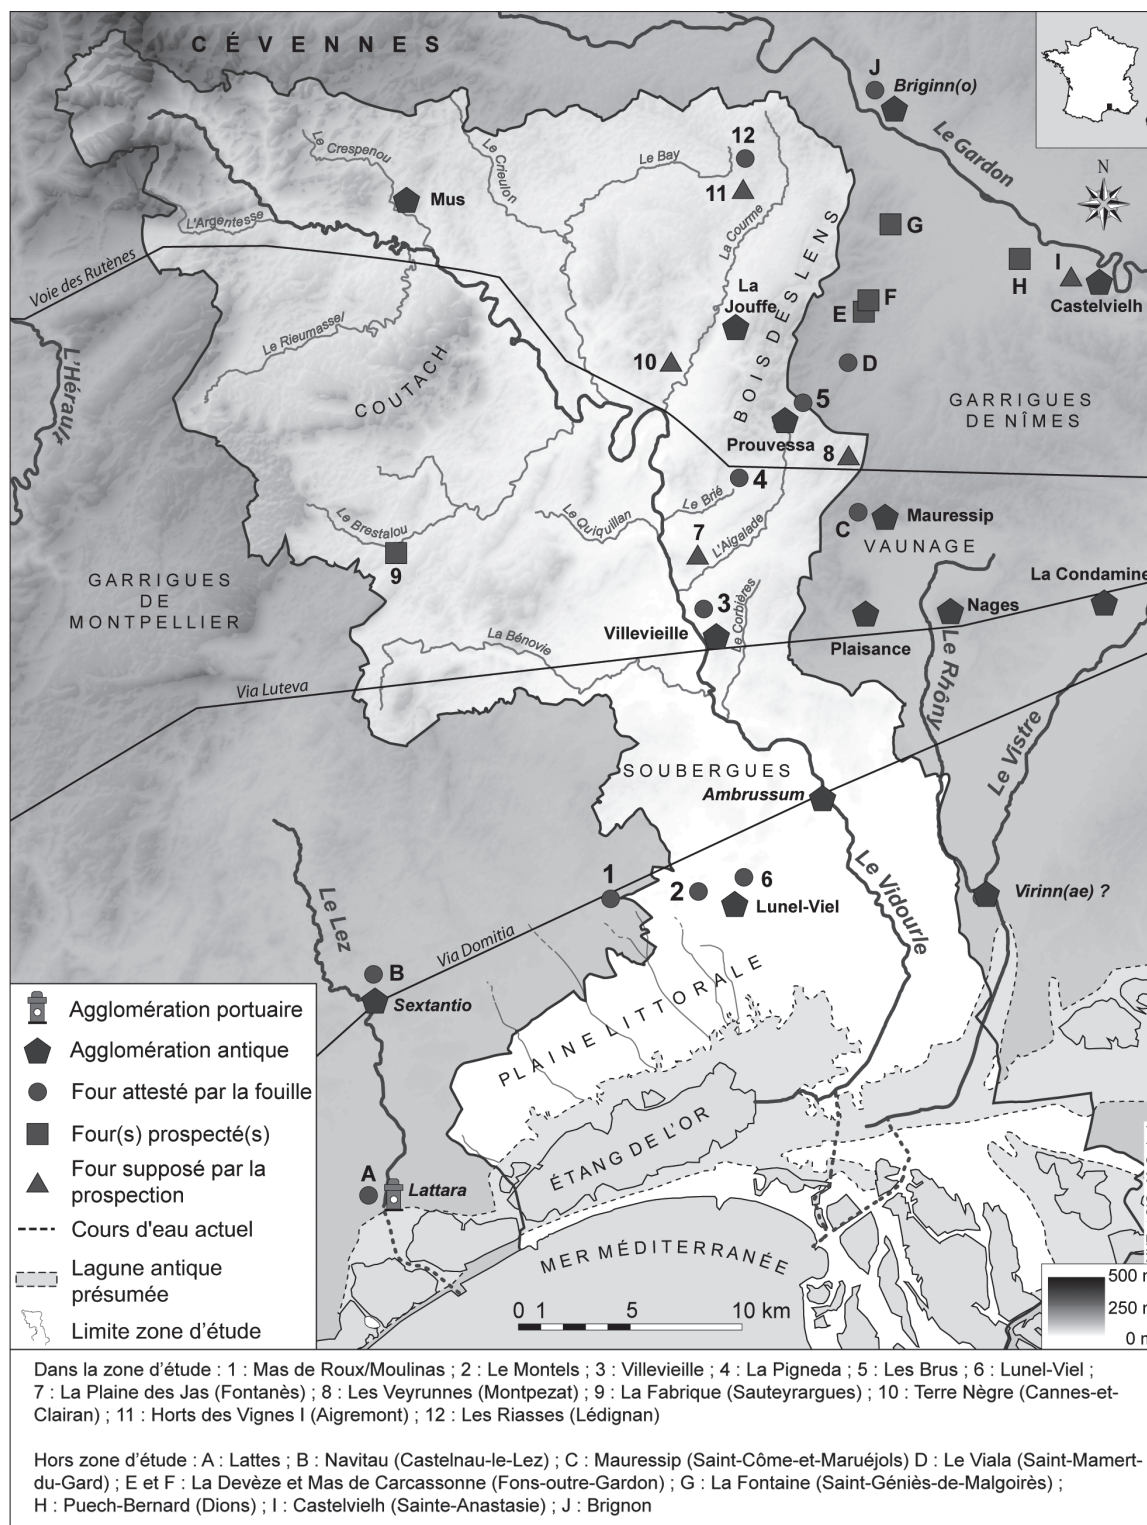 CÉVENNES
J
Briginn(o)
Le Gardon
N
Le Crespenou
Le Crieulon
Le Bay
12
11
Mus
L'Argentesse
La Courme
G
Voie des Rutènes
La
Jouffe
BOIS DES LENS
H
I
Castelvielh
F
E
Le Rieumassel
L'Hérault
COUTACH
10
D
5
GARRIGUES
DE NÎMES
Prouvessa
8
4
Le Brié
Le Brestalou
Le Quiquillan
C
Mauressip
VAUNAGE
7
L'Aigalade
9
GARRIGUES
DE
MONTPELLIER
La Condamine
3
Le Corbières
Villevieille
La Bénovie
Nages
Plaisance
Le Rhôny
Via Luteva
Le Vistre
SOUBERGUES
Ambrussum
Le Vidourle
1
2
6
Lunel-Viel
Virinn(ae) ?
Le Lez
Via Domitia
B
Sextantio
PLAINE LITTORALE
ÉTANG DE L'OR
A
Lattara
MER MÉDITERRANÉE
Agglomération portuaire
Agglomération antique
Four attesté par la fouille
Four(s) prospecté(s)
Four supposé par la
prospection
Cours d'eau actuel
Lagune antique
présumée
Limite zone d'étude
0 1 5 10 km
500 m
250 m
0 m
Dans la zone d'étude : 1 : Mas de Roux/Moulinas ; 2 : Le Montels ; 3 : Villevieille ; 4 : La Pigneda ; 5 : Les Brus ; 6 : Lunel-Viel ;
7 : La Plaine des Jas (Fontanès) ; 8 : Les Veyrunnes (Montpezat) ; 9 : La Fabrique (Sauteyrargues) ; 10 : Terre Nègre (Cannes-et-
Clairan) ; 11 : Horts des Vignes I (Aigremont) ; 12 : Les Riasses (Lédignan)
Hors zone d'étude : A : Lattes ; B : Navitau (Castelnau-le-Lez) ; C : Mauressip (Saint-Côme-et-Maruéjols) D : Le Viala (Saint-Mamert-
du-Gard) ; E et F : La Devèze et Mas de Carcassonne (Fons-outre-Gardon) ; G : La Fontaine (Saint-Géniès-de-Malgoirès) ;
H : Puech-Bernard (Dions) ; I : Castelvielh (Sainte-Anastasie) ; J : Brignon